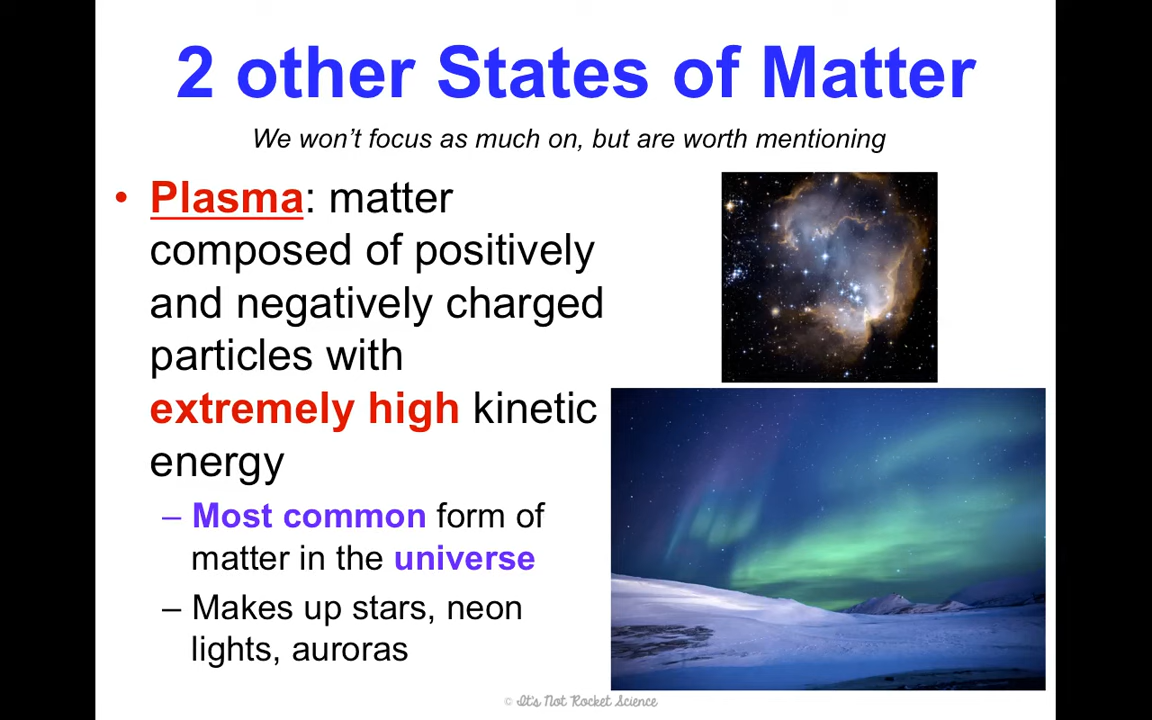 2 other States of Matter
We won't focus as much on, but are worth mentioning
• Plasma: matter
composed of positively
and negatively charged
particles with
extremely high kinetic
energy
– Most common form of
matter in the universe
– Makes up stars, neon
lights, auroras
© It's Not Rocket Science